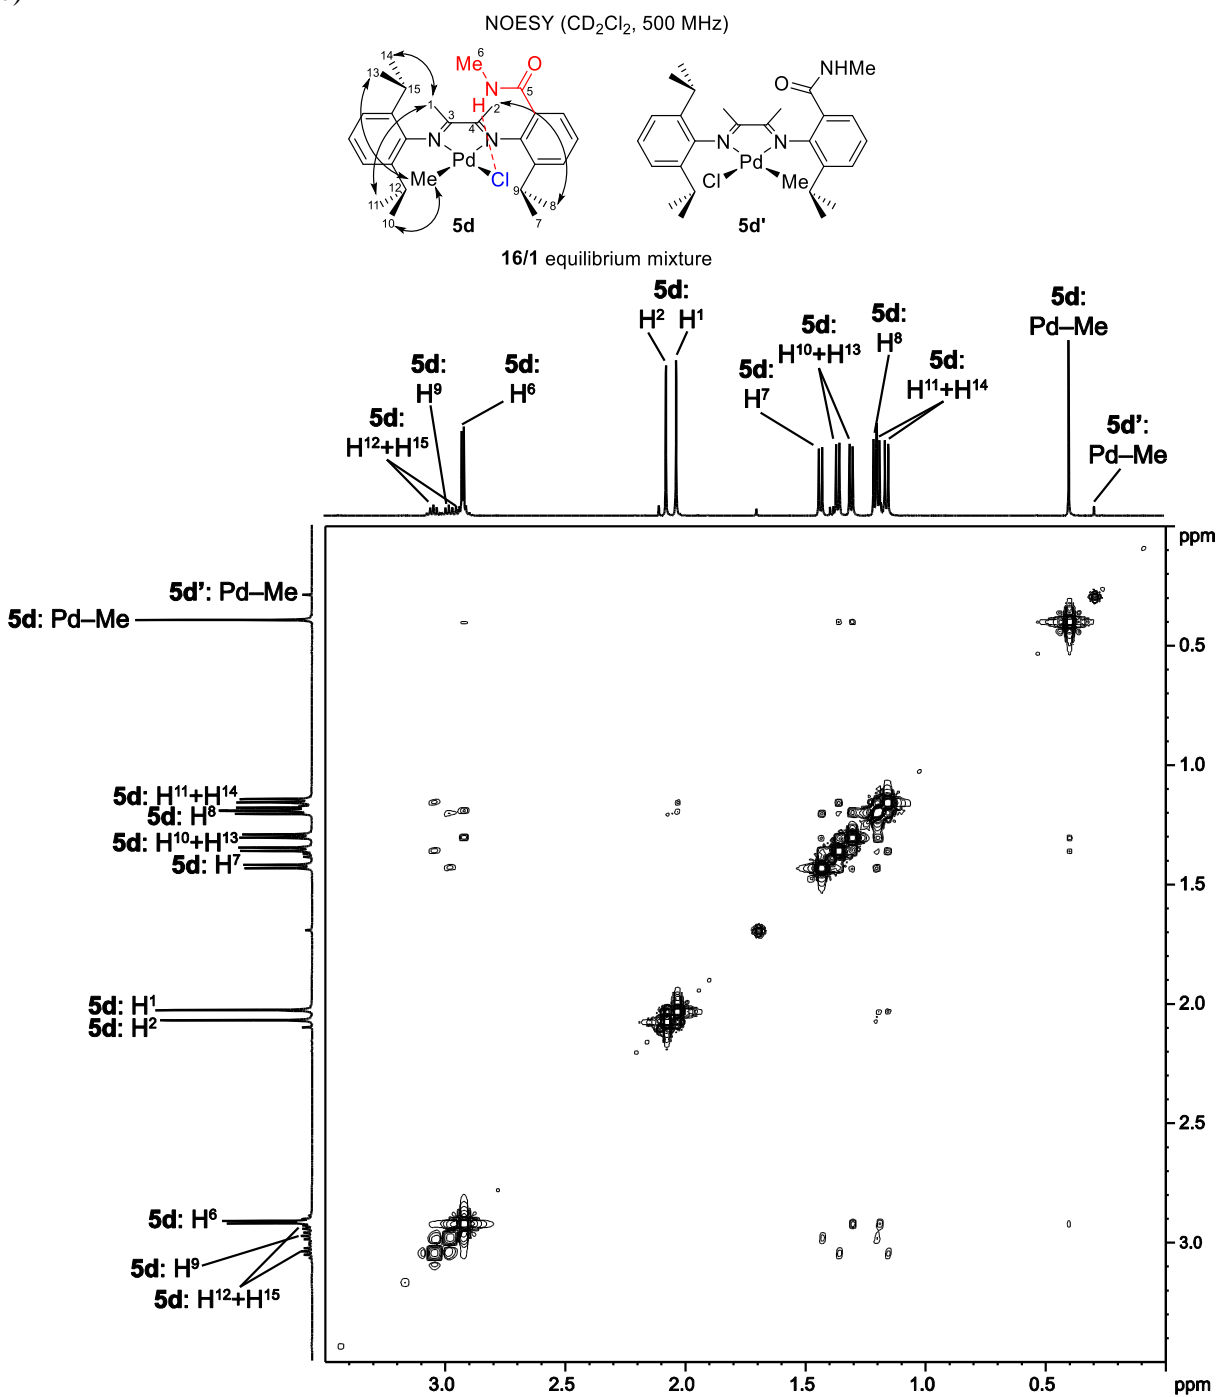 NOESY (CD₂Cl₂, 500 MHz)
14
13
15
1
3
4
2
6
Me
N
H
O
5
N
N
Pd
Me
Cl
12
11
10
9
8
7
5d
O
NHMe
N
N
Pd
Cl
Me
5d'
16/1 equilibrium mixture
5d:
H² H¹
5d:
Pd–Me
5d:
H¹⁰+H¹³
5d:
H⁸
5d:
H⁹
5d:
H⁶
5d:
H⁷
5d:
H¹¹+H¹⁴
5d:
H¹²+H¹⁵
5d’:
Pd–Me
ppm
5d’: Pd–Me
5d: Pd–Me
0.5
1.0
5d: H¹¹+H¹⁴
5d: H⁸
5d: H¹⁰+H¹³
5d: H⁷
1.5
5d: H¹
2.0
5d: H²
2.5
5d: H⁶
3.0
5d: H⁹
5d: H¹²+H¹⁵
3.0 2.5 2.0 1.5 1.0 0.5 ppm